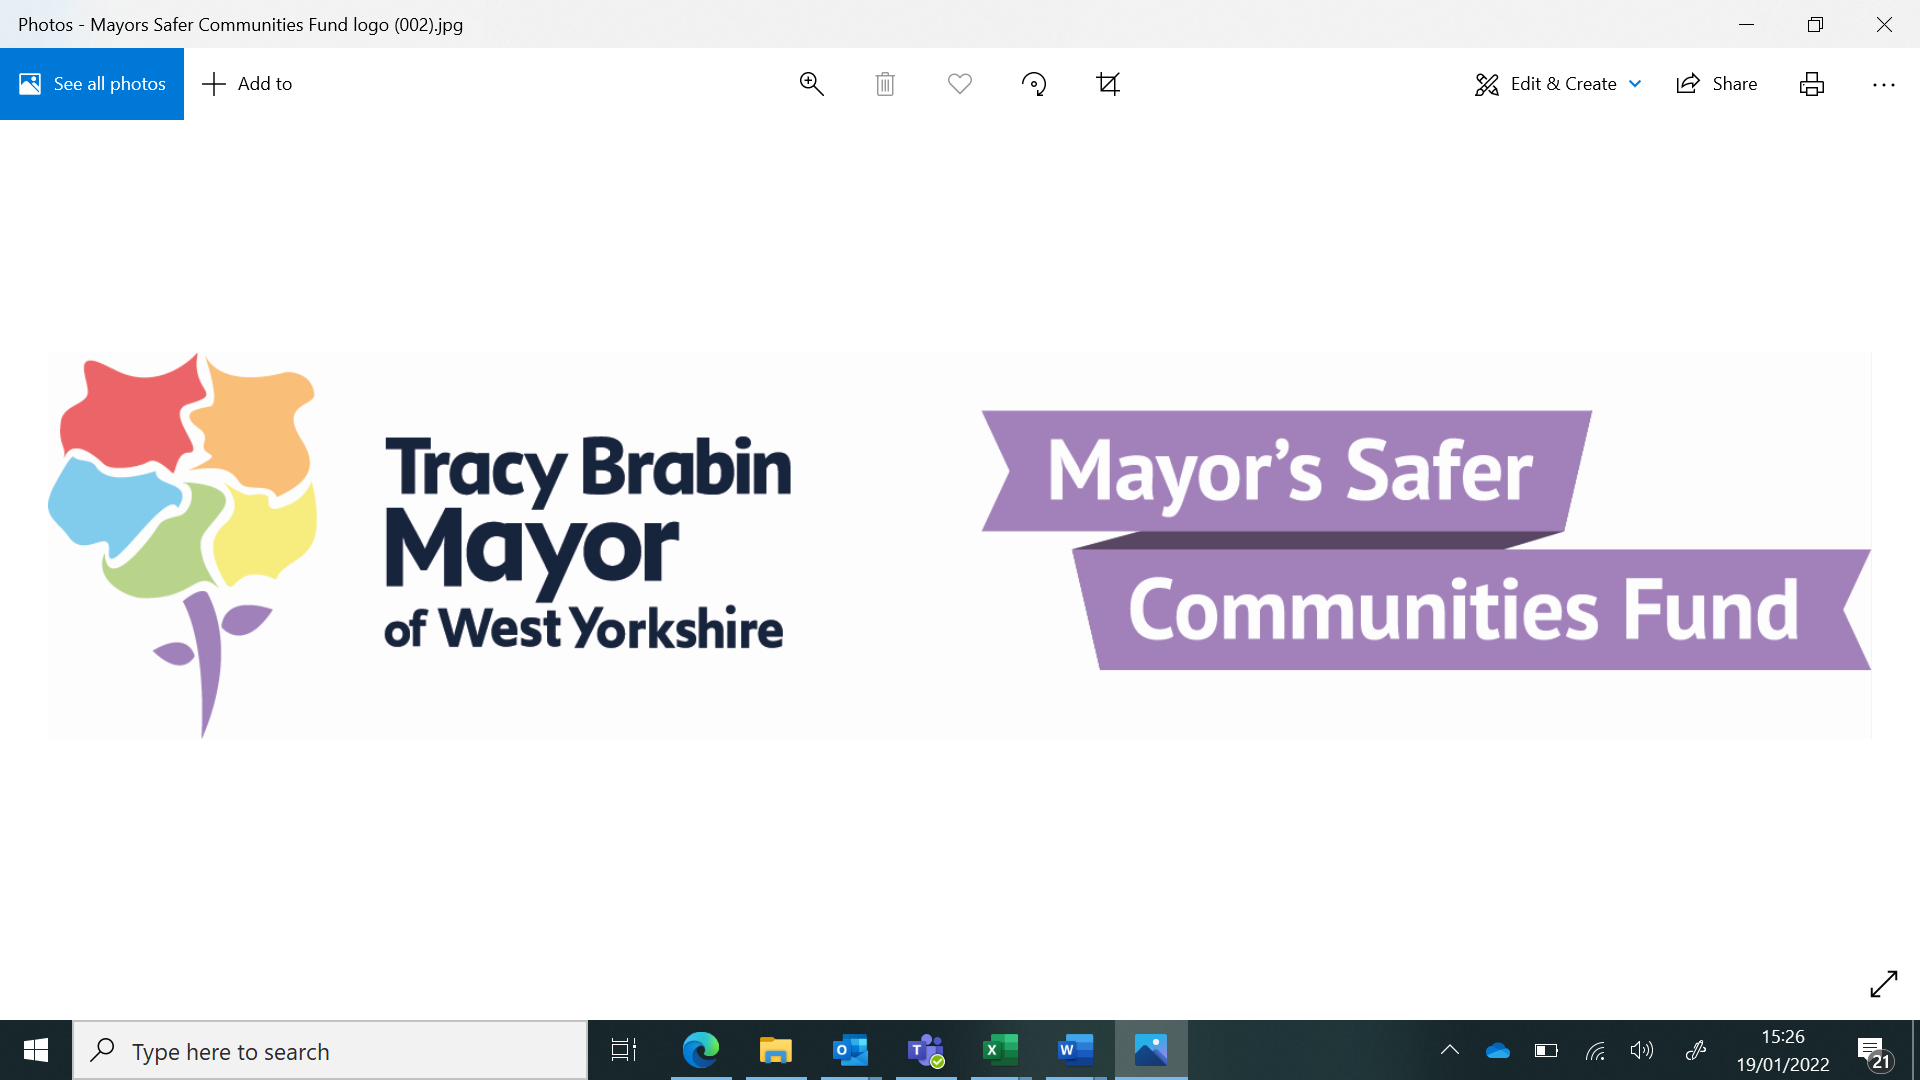 Photos - Mayors Safer Communities Fund logo (002).jpg
See all photos
Add to
Edit & Create
Share
Tracy Brabin
Mayor
of West Yorkshire
Mayor's Safer
Communities Fund
Type here to search
O
T
X
W
15:26
19/01/2022
21